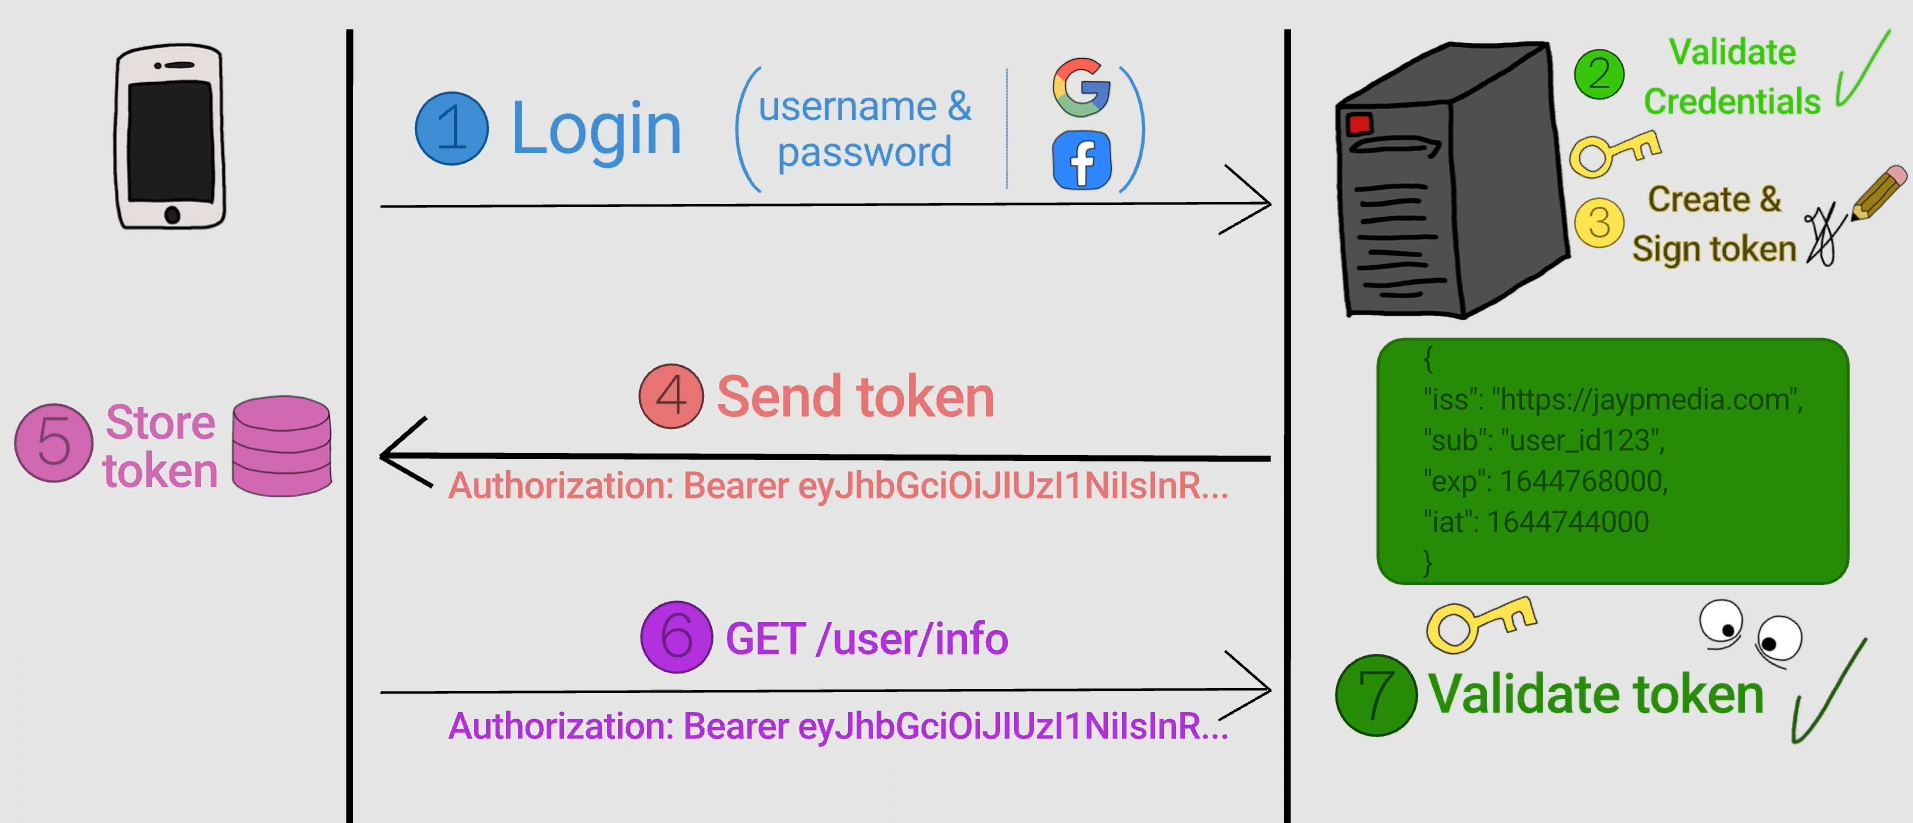 1 Login
username &
password
G
f
2 Validate
Credentials
3 Create &
Sign token
4 Send token
Authorization: Bearer eyJhbGciOiJIUzI1NiIsInR...
5 Store
token
{
"iss": "https://jaypmedia.com",
"sub": "user_id123",
"exp": 1644768000,
"iat": 1644744000
}
6 GET /user/info
Authorization: Bearer eyJhbGciOiJIUzI1NiIsInR...
7 Validate token